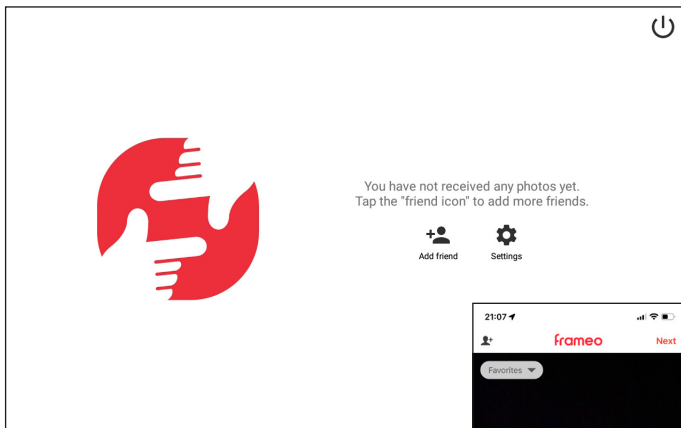 You have not received any photos yet.
Tap the "friend icon" to add more friends.
Add friend
Settings
21:07
frameo
Next
Favorites